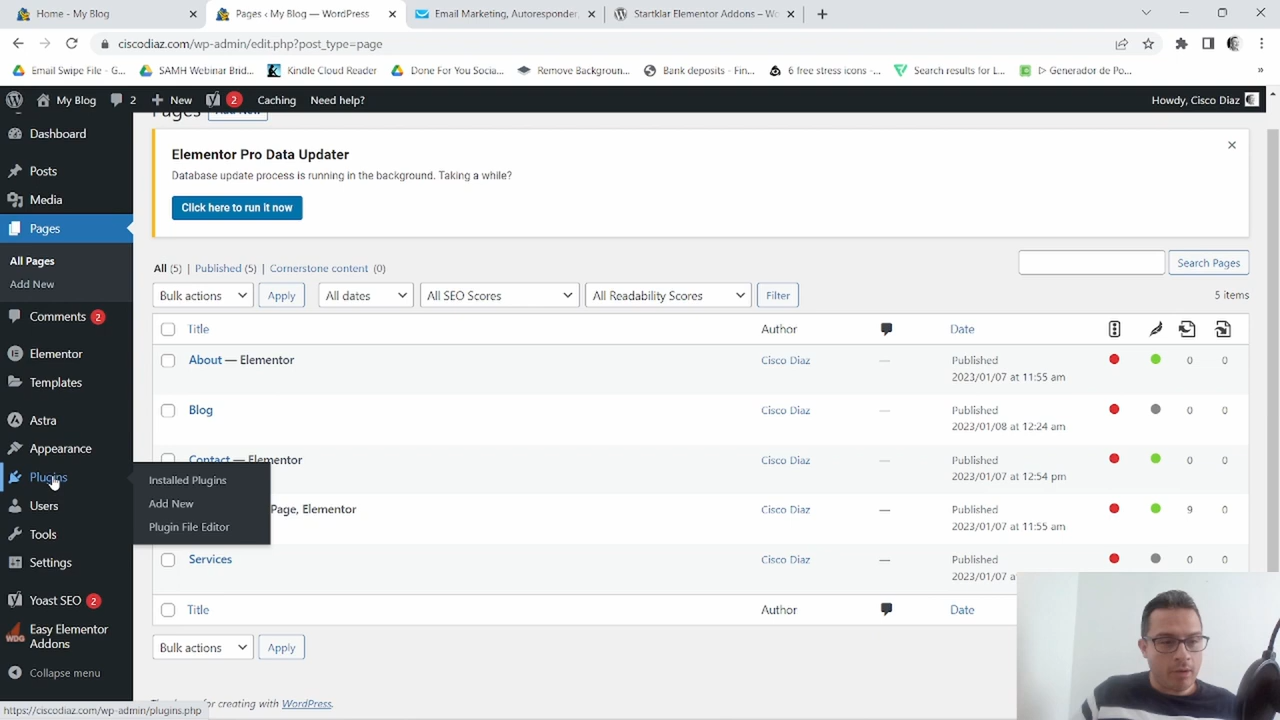 Home - My Blog
Pages ‹ My Blog — WordPress
Email Marketing, Autoresponder,
Startklar Elementor Addons – Wo
ciscodiaz.com/wp-admin/edit.php?post_type=page
Email Swipe File - G...
SAMH Webinar Brid...
Kindle Cloud Reader
Done For You Socia...
Remove Backgroun...
Bank deposits - Fin...
6 free stress icons -...
Search results for I...
▷ Generador de Po...
»
My Blog
2
New
2
Caching
Need help?
Howdy, Cisco Diaz
Dashboard
Posts
Media
Pages
All Pages
Add New
Comments 2
Elementor
Templates
Astra
Appearance
Plugins
Users
Tools
Settings
Yoast SEO 2
Easy Elementor
Addons
Collapse menu
Installed Plugins
Add New
Plugin File Editor
Pages Add New
Elementor Pro Data Updater
Database update process is running in the background. Taking a while?
Click here to run it now
All (5) | Published (5) | Cornerstone content (0)
Search Pages
Bulk actions
Apply
All dates
All SEO Scores
All Readability Scores
Filter
5 items
Title
Author
Date
About — Elementor
Cisco Diaz
—
Published
2023/01/07 at 11:55 am
0
0
Blog
Cisco Diaz
—
Published
2023/01/08 at 12:24 am
0
0
Contact — Elementor
Cisco Diaz
—
Published
2023/01/07 at 12:54 pm
0
0
Page, Elementor
Cisco Diaz
—
Published
2023/01/07 at 11:55 am
9
0
Services
Cisco Diaz
—
Published
2023/01/07 at
0
0
Title
Author
Date
Bulk actions
Apply
for creating with WordPress.
https://ciscodiaz.com/wp-admin/plugins.php
WDG